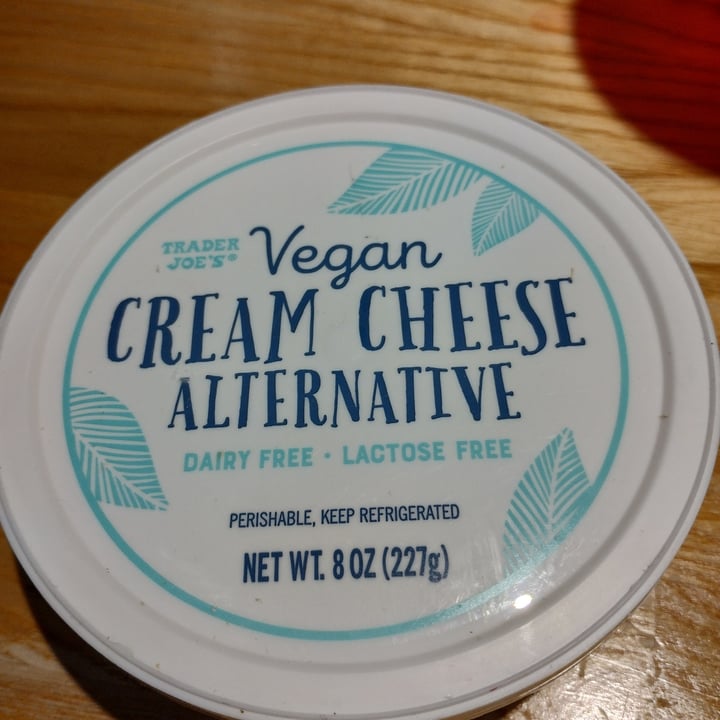 TRADER
JOE'S®
Vegan
CREAM CHEESE
ALTERNATIVE
DAIRY FREE • LACTOSE FREE
PERISHABLE, KEEP REFRIGERATED
NET WT. 8 OZ (227g)